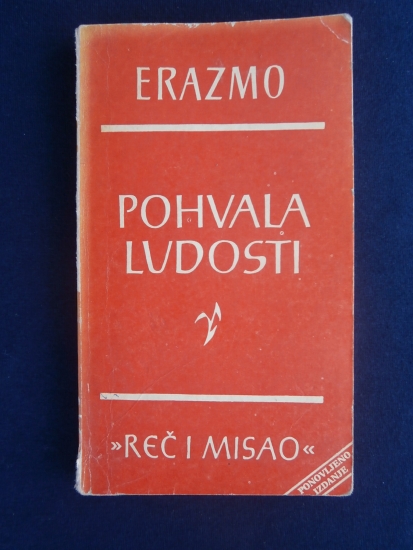 ERAZMO
POHVALA
LUDOSTI
»REČ I MISAO«
PONOVLJENO
IZDANJE